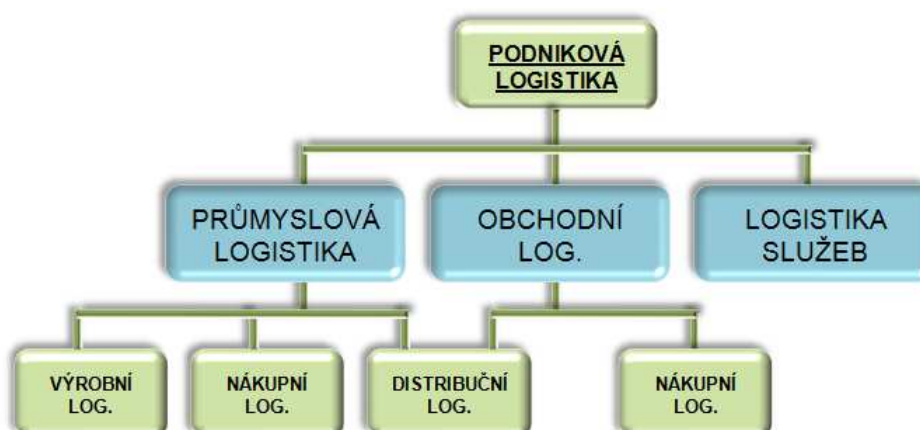 PODNIKOVÁ
LOGISTIKA
PRŮMYSLOVÁ
LOGISTIKA
OBCHODNÍ
LOG.
LOGISTIKA
SLUŽEB
VÝROBNÍ
LOG.
NÁKUPNÍ
LOG.
DISTRIBUČNÍ
LOG.
NÁKUPNÍ
LOG.